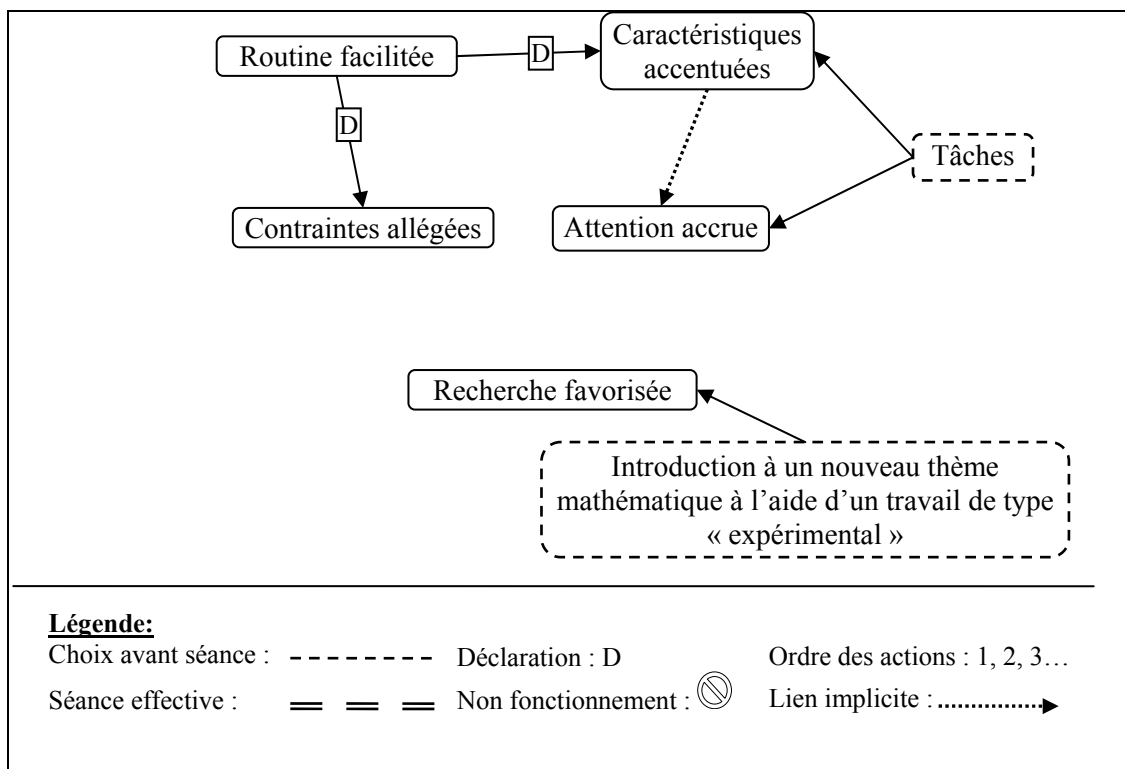 Routine facilitée
D
Caractéristiques
accentuées
D
Tâches
Contraintes allégées
Attention accrue
Recherche favorisée
Introduction à un nouveau thème
mathématique à l’aide d’un travail de type
« expérimental »
Légende:
Choix avant séance :
Déclaration : D
Ordre des actions : 1, 2, 3…
Séance effective :
Non fonctionnement :
Lien implicite :